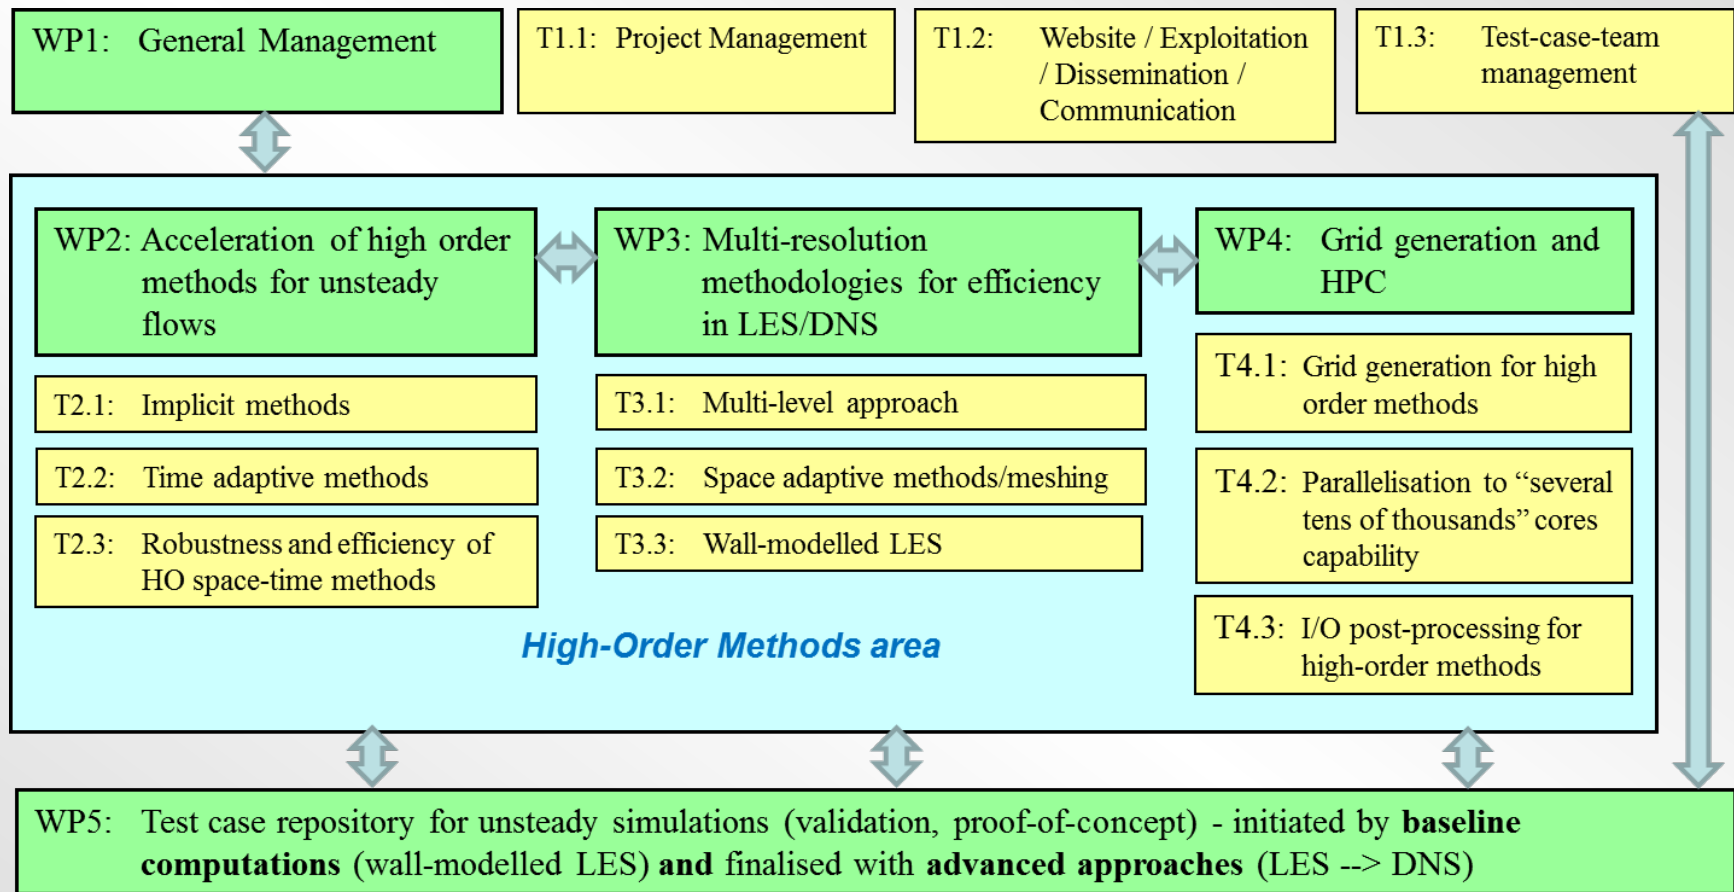 WP1: General Management
T1.1: Project Management
T1.2: Website / Exploitation
/ Dissemination /
Communication
T1.3: Test-case-team
management
WP2: Acceleration of high order
methods for unsteady
flows
WP3: Multi-resolution
methodologies for efficiency
in LES/DNS
WP4: Grid generation and
HPC
T2.1: Implicit methods
T2.2: Time adaptive methods
T2.3: Robustness and efficiency of
HO space-time methods
T3.1: Multi-level approach
T3.2: Space adaptive methods/meshing
T3.3: Wall-modelled LES
T4.1: Grid generation for high
order methods
T4.2: Parallelisation to “several
tens of thousands” cores
capability
T4.3: I/O post-processing for
high-order methods
High-Order Methods area
WP5: Test case repository for unsteady simulations (validation, proof-of-concept) - initiated by baseline
computations (wall-modelled LES) and finalised with advanced approaches (LES --> DNS)